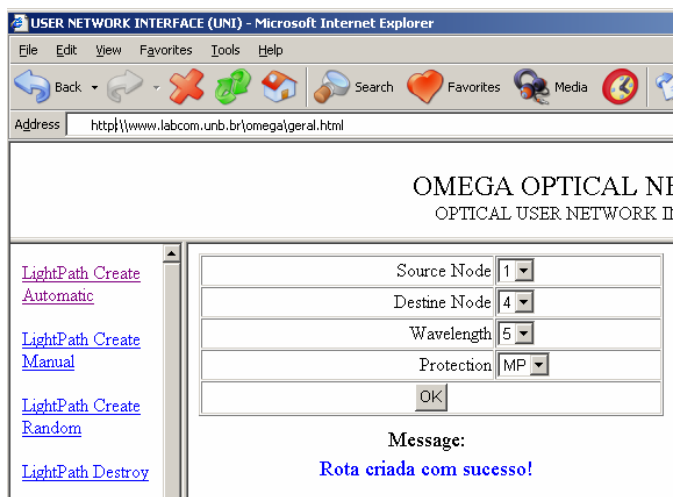 USER NETWORK INTERFACE (UNI) - Microsoft Internet Explorer
File Edit View Favorites Tools Help
Back Search Favorites Media
Address http:\\www.labcom.unb.br\omega\geral.html
OMEGA OPTICAL
OPTICAL USER NETWORK
LightPath Create
Automatic
LightPath Create
Manual
LightPath Create
Random
LightPath Destroy
Source Node 1
Destine Node 4
Wavelength 5
Protection MP
OK
Message:
Rota criada com sucesso!